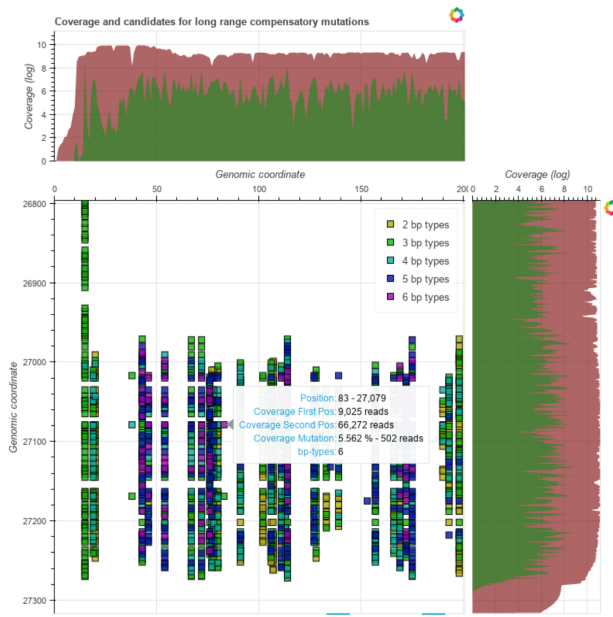 Coverage and candidates for long range compensatory mutations
10
8
6
4
2
0
Coverage (log)
0 50 100 150 200
Genomic coordinate
Coverage (log)
0 2 4 6 8 10
26800
26900
27000
27100
27200
27300
Genomic coordinate
2 bp types
3 bp types
4 bp types
5 bp types
6 bp types
Position: 83 - 27,079
Coverage First Pos: 9,025 reads
Coverage Second Pos: 66,272 reads
Coverage Mutation: 5.562 % - 502 reads
bp-types: 6